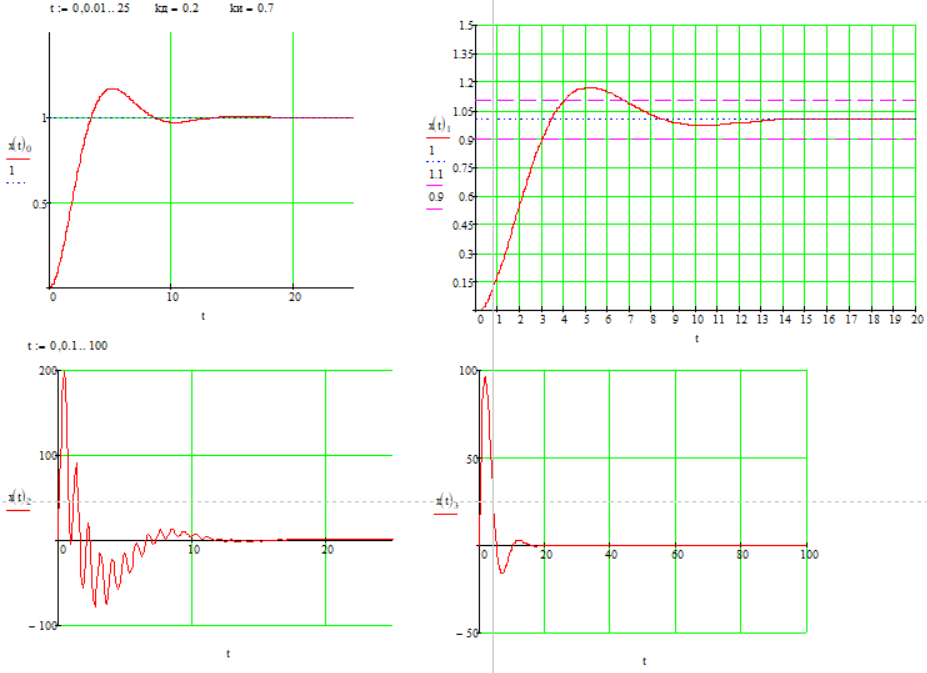 t := 0,0.01.. 25 kд = 0.2 kи = 0.7
1
0.5
x(t)₀
1
0 10 20
t
1.5
1.35
1.2
1.05
0.9
0.75
0.6
0.45
0.3
0.15
x(t)₁
1
1.1
0.9
0 1 2 3 4 5 6 7 8 9 10 11 12 13 14 15 16 17 18 19 20
t
t := 0,0.1.. 100
200
100
x(t)₂
− 100
0 10 20
t
100
50
x(t)₃
− 50
0 20 40 60 80 100
t